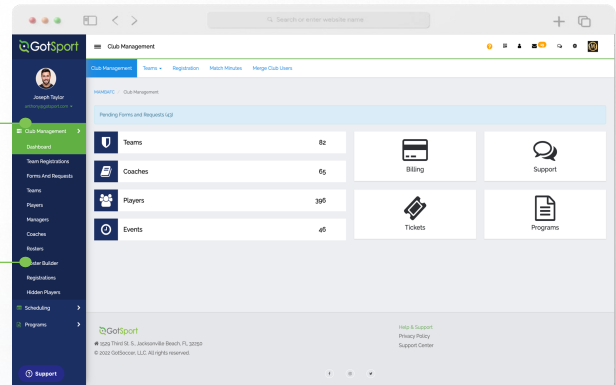 Search or enter website name
GotSport
Club Management
Joseph Taylor
Club Management
Dashboard
Team Registrations
Forms And Requests
Teams
Players
Managers
Coaches
Rosters
Registrations
Hidden Players
Scheduling
Programs
Support
Club Management
Teams
Registration
Match Minutes
Merge Club Users
Club Management
Pending Forms and Requests (49)
Teams
82
Coaches
65
Players
396
Events
46
Billing
Support
Tickets
Programs
GotSport
1529 Third St. S., Jacksonville Beach, FL 32250
© 2022 GotSoccer, LLC. All rights reserved.
Help & Support
Privacy Policy
Support Center